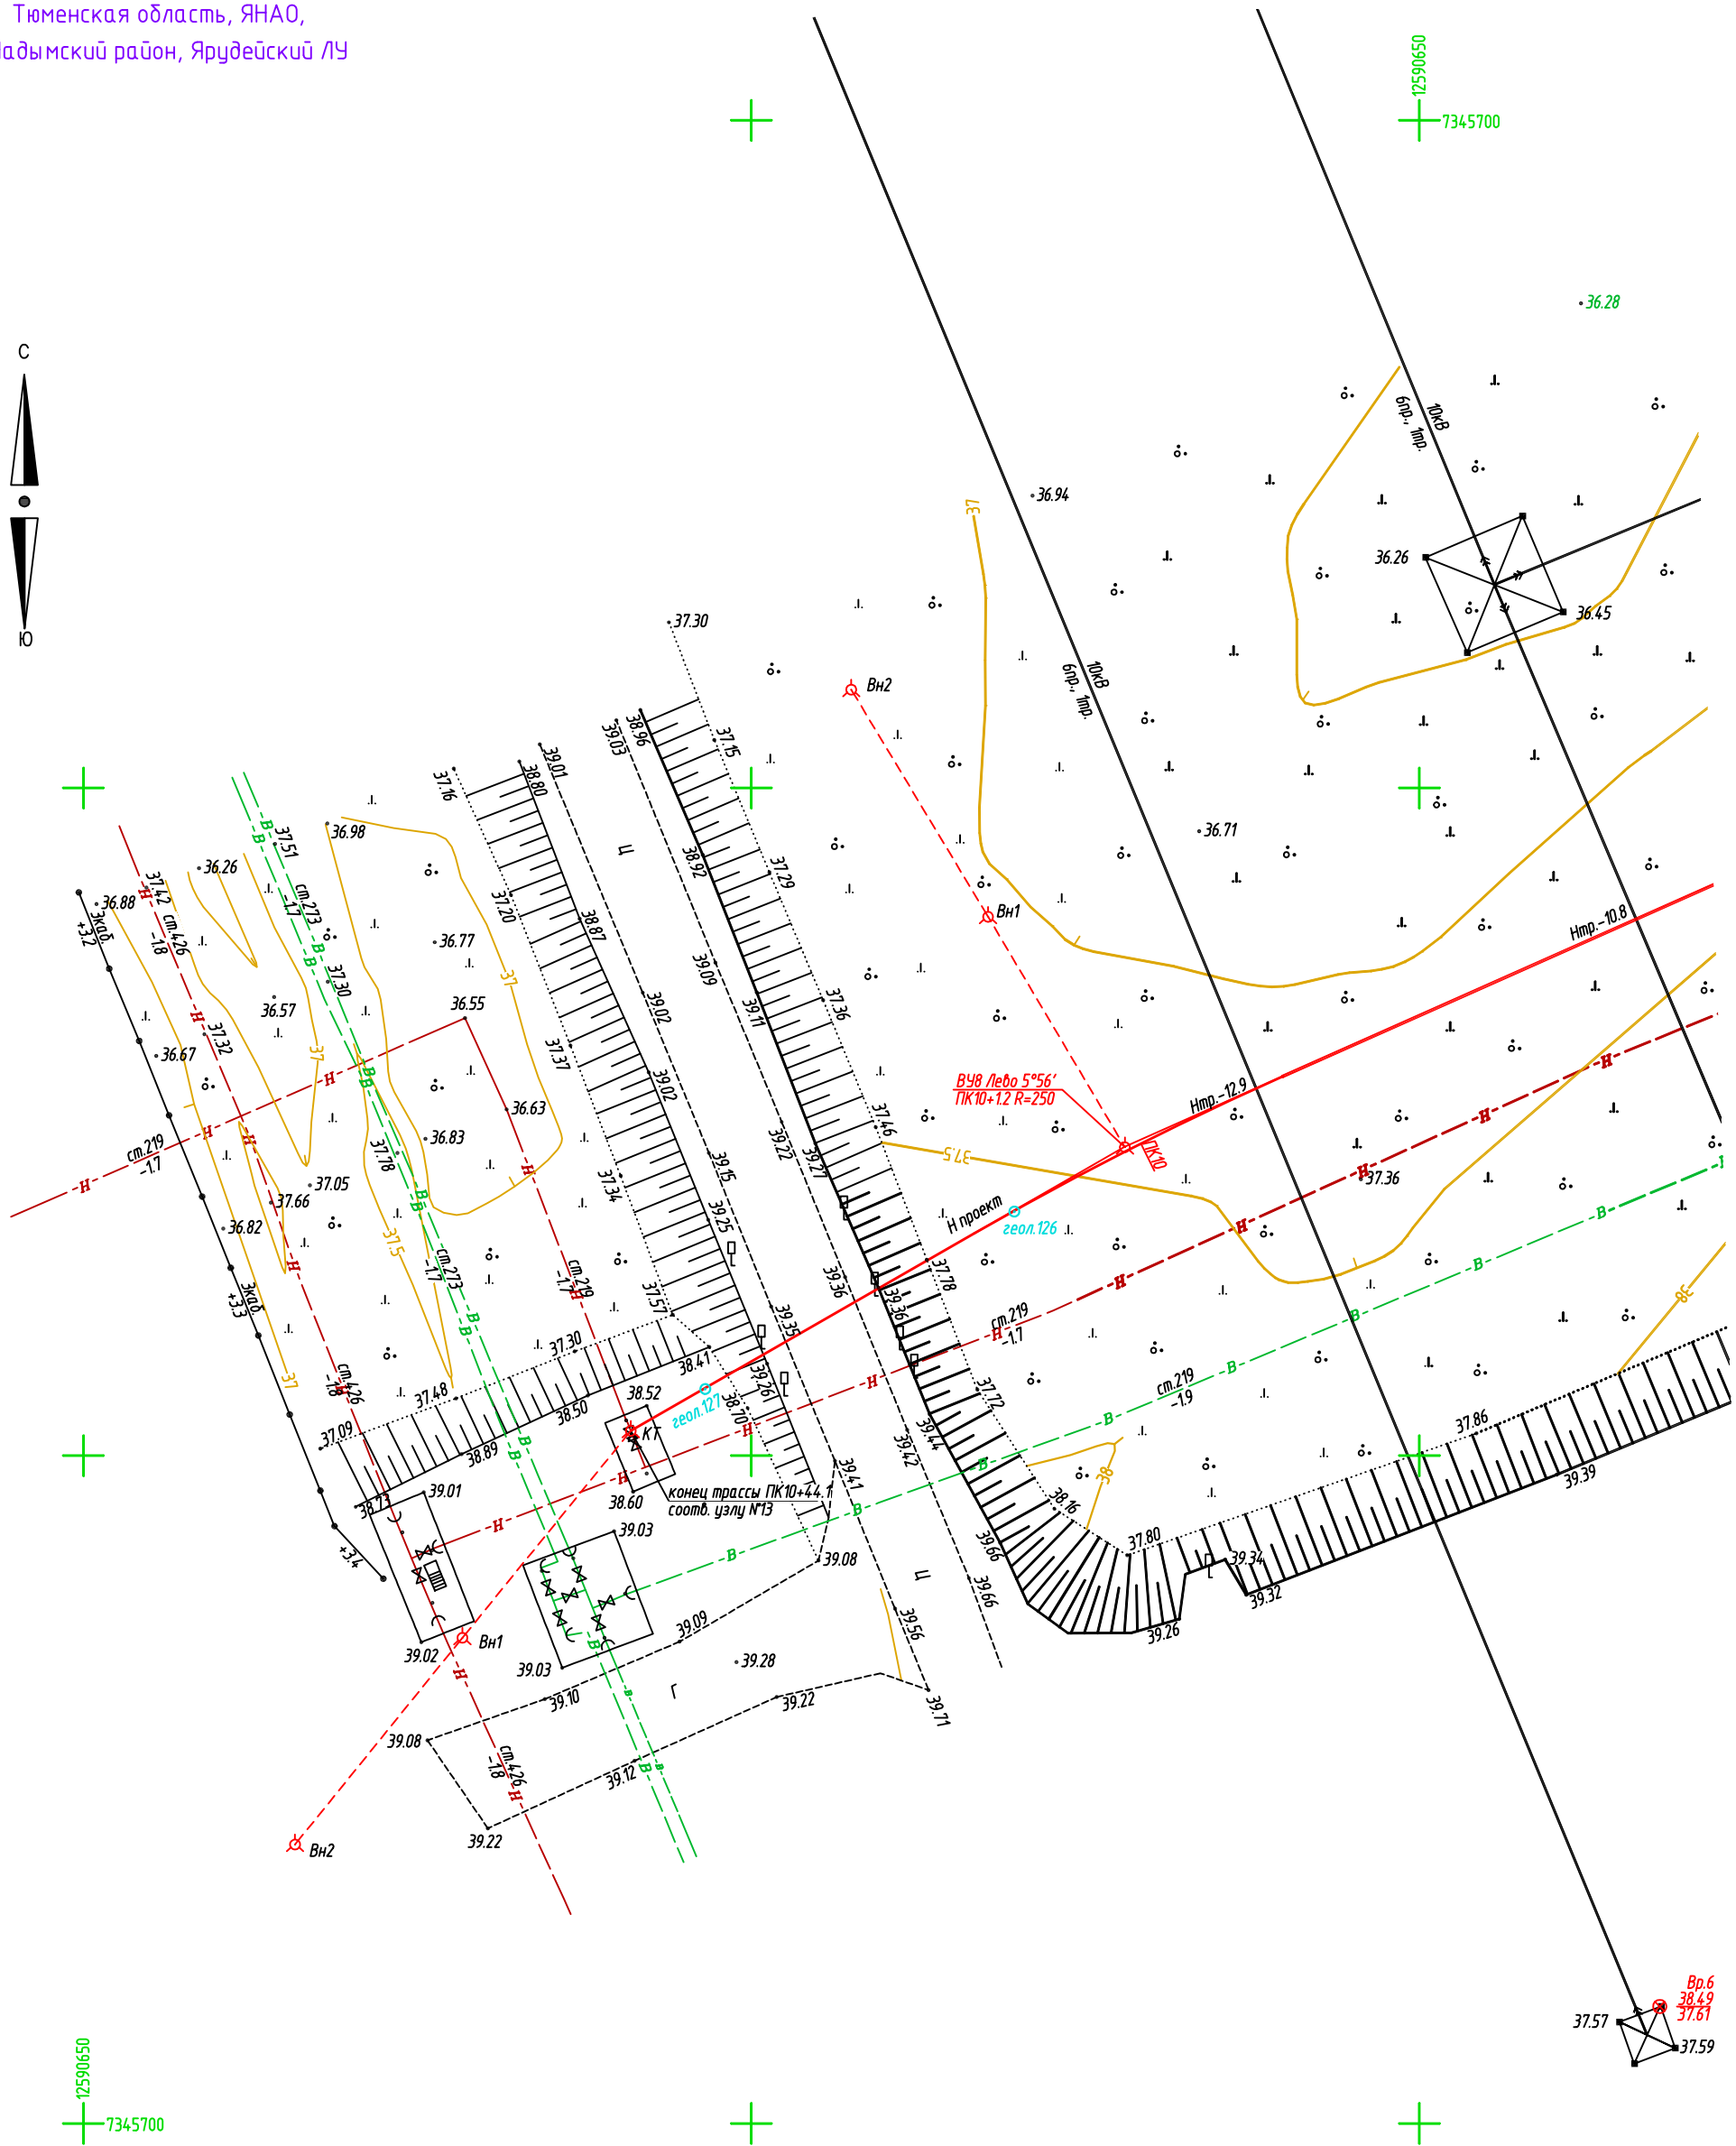 Тюменская область, ЯНАО,
адымский район, Ярудейский ЛУ
12590650
7345700
36.28
С
Ю
10кВ
6пр., 1тр.
36.94
37
36.26
36.45
37.30
10кВ
6пр., 1тр.
Вн2
38.96
39.03
37.15
39.01
38.80
37.16
Ц
36.71
В
В
37.51
36.98
38.92
37.29
36.26
37.42
Н
ст.426
-1.8
36.88
3каб.
+3.2
ст.273
-1.7
37.20
38.87
Вн1
Нтр.-10.8
36.77
В
В
37
37.30
39.09
36.57
36.55
39.02
39.11
37.36
Н
37.32
36.67
37
37.37
Н
В
В
39.02
Н
ВУ8 Лево 5°56'
ПК10+1.2 R=250
Нтр.-12.9
36.63
37.46
39.22
Н
Н
Н
36.83
37.78
ст.219
-1.7
39.27
37.5
ПК10
39.15
37.34
Н
Н
37.36
37.05
37.66
В
В
36.82
39.25
Н проект
геол.126
Н
В
37.5
ст.273
-1.7
Н
ст.219
-1.7
39.36
37.78
В
Н
38
3каб.
+3.3
37.57
39.36
39.35
В
В
ст.219
-1.7
Н
В
37.30
38.41
В
37
ст.426
-1.8
Н
37.48
39.26
Н
37.72
ст.219
-1.9
38.52
38.50
геол.127
38.70
В
37.86
37.09
КТ
Н
39.44
39.42
38.89
В
В
Н
39.41
В
38
39.39
38.73
39.01
38.60
конец трассы ПК10+44.1
соотв. узлу №13
В
38.16
Н
39.03
37.80
+3.4
В
39.08
39.66
39.34
Ц
39.66
39.32
39.09
39.56
39.26
39.02
Вн1
39.03
В
39.28
Н
Г
в
39.10
39.22
39.71
39.08
ст.426
-1.8
39.12
В
в
Н
39.22
Вн2
Вр.6
38.49
37.61
37.57
37.59
12590650
7345700